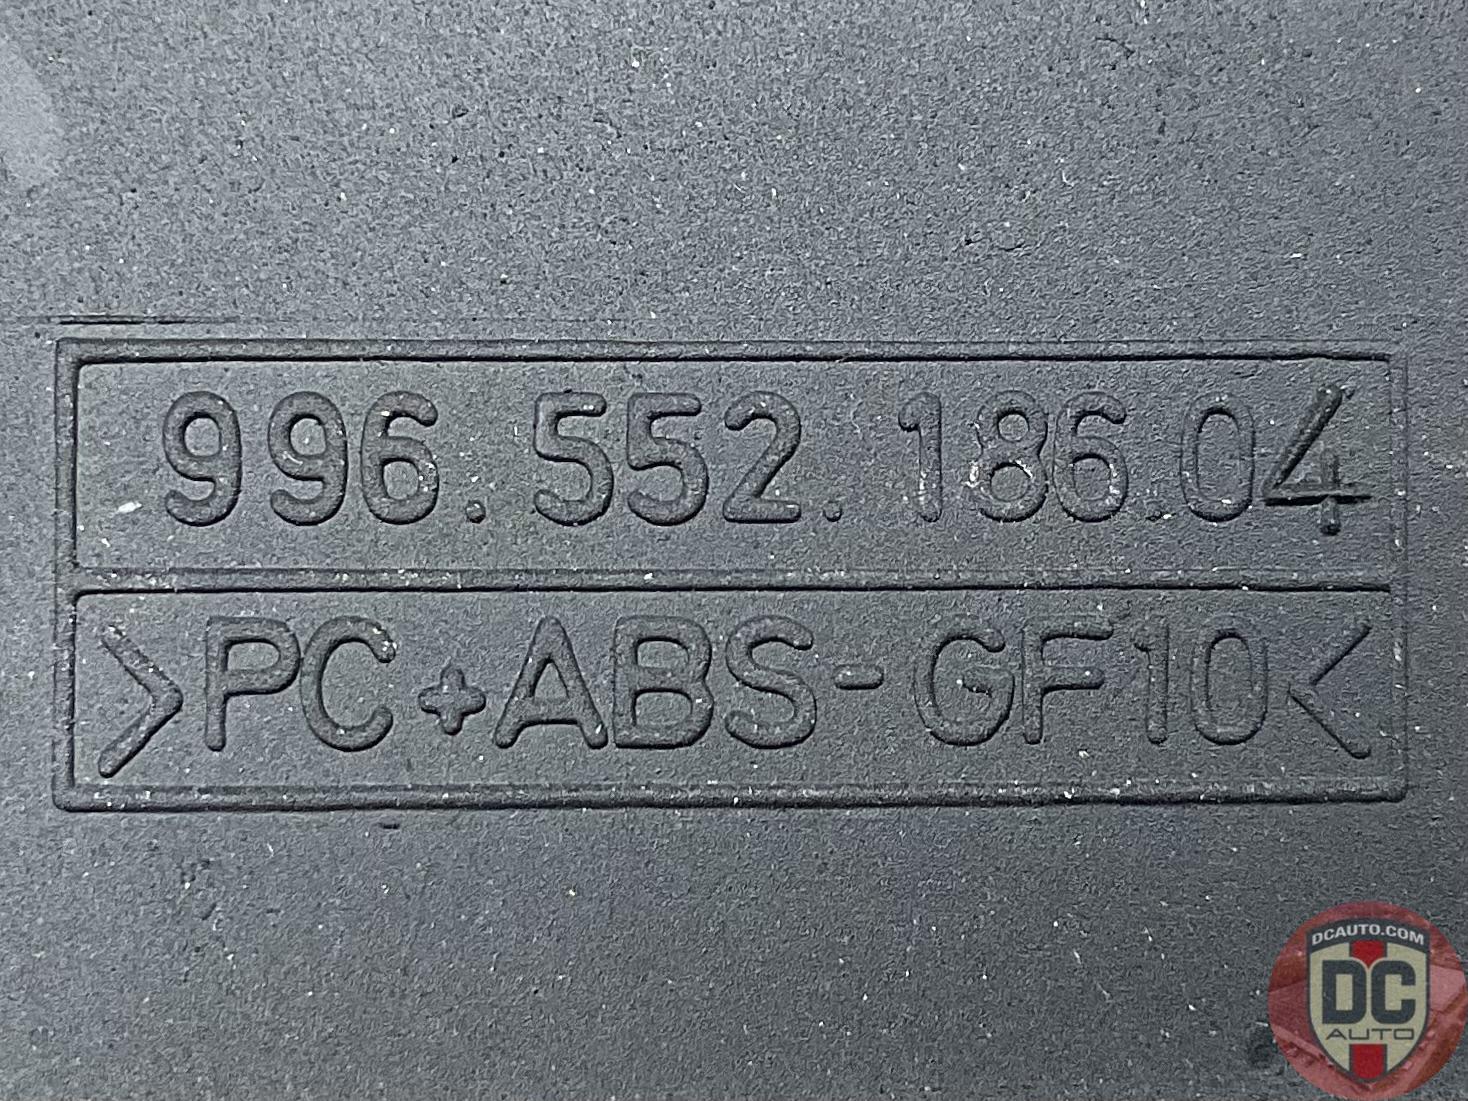 996.552.186.04
>PC+ABS-GF10<
DCAUTO.COM
DC
AUTO